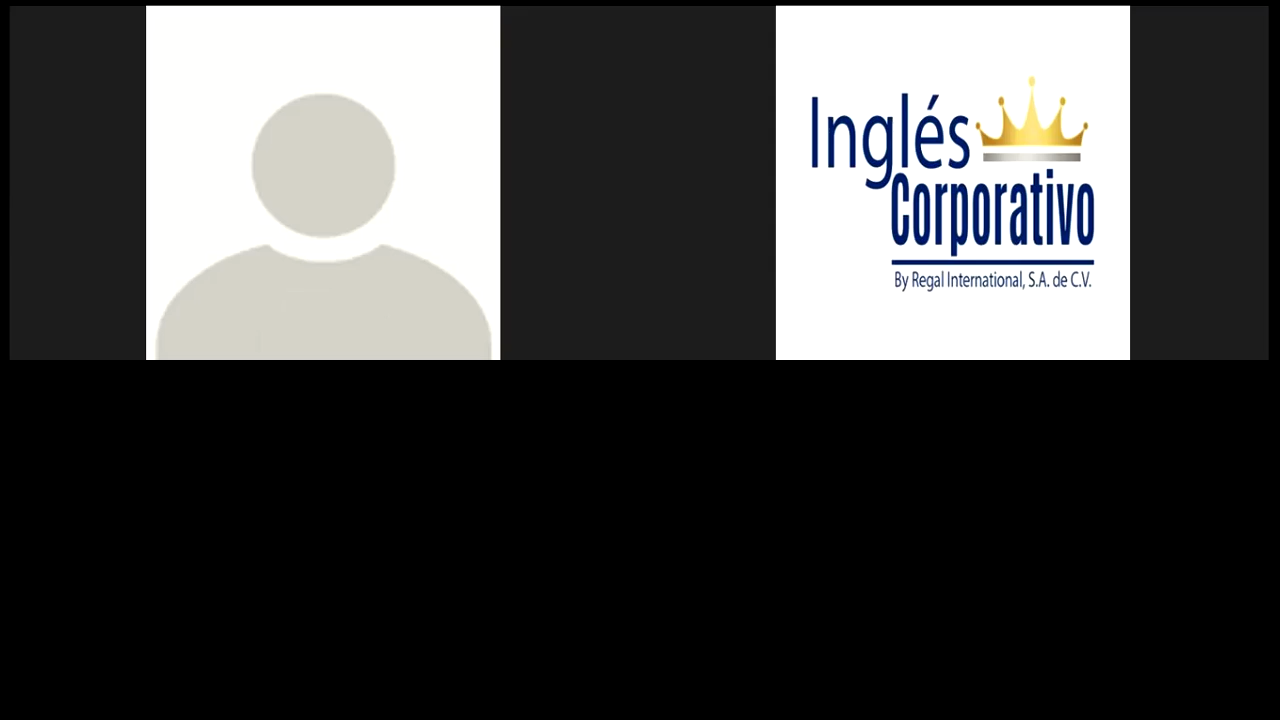 Inglés
Corporativo
By Regal International, S.A. de C.V.